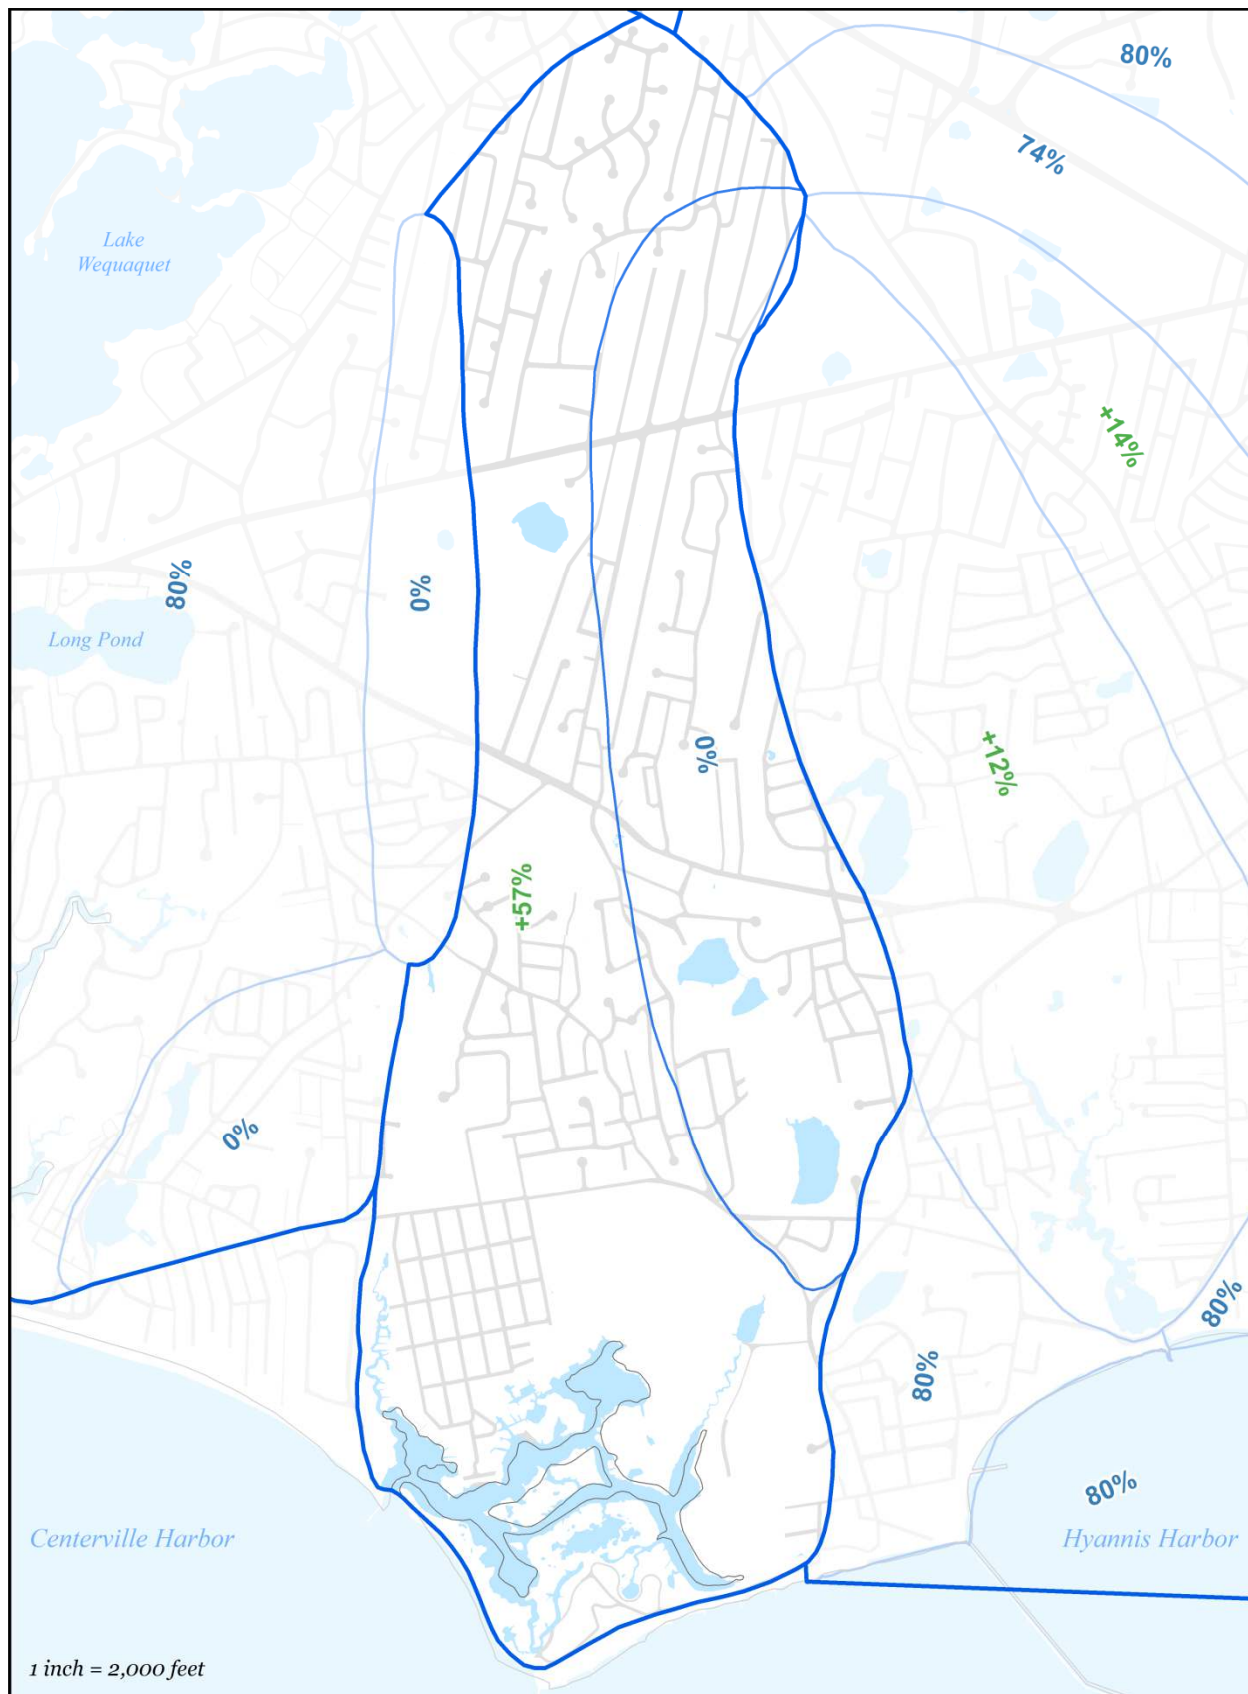 80%
74%
Lake
Wequaquet
+14%
80%
0%
Long Pond
0%
+12%
+57%
0%
80%
80%
80%
Centerville Harbor
Hyannis Harbor
1 inch = 2,000 feet